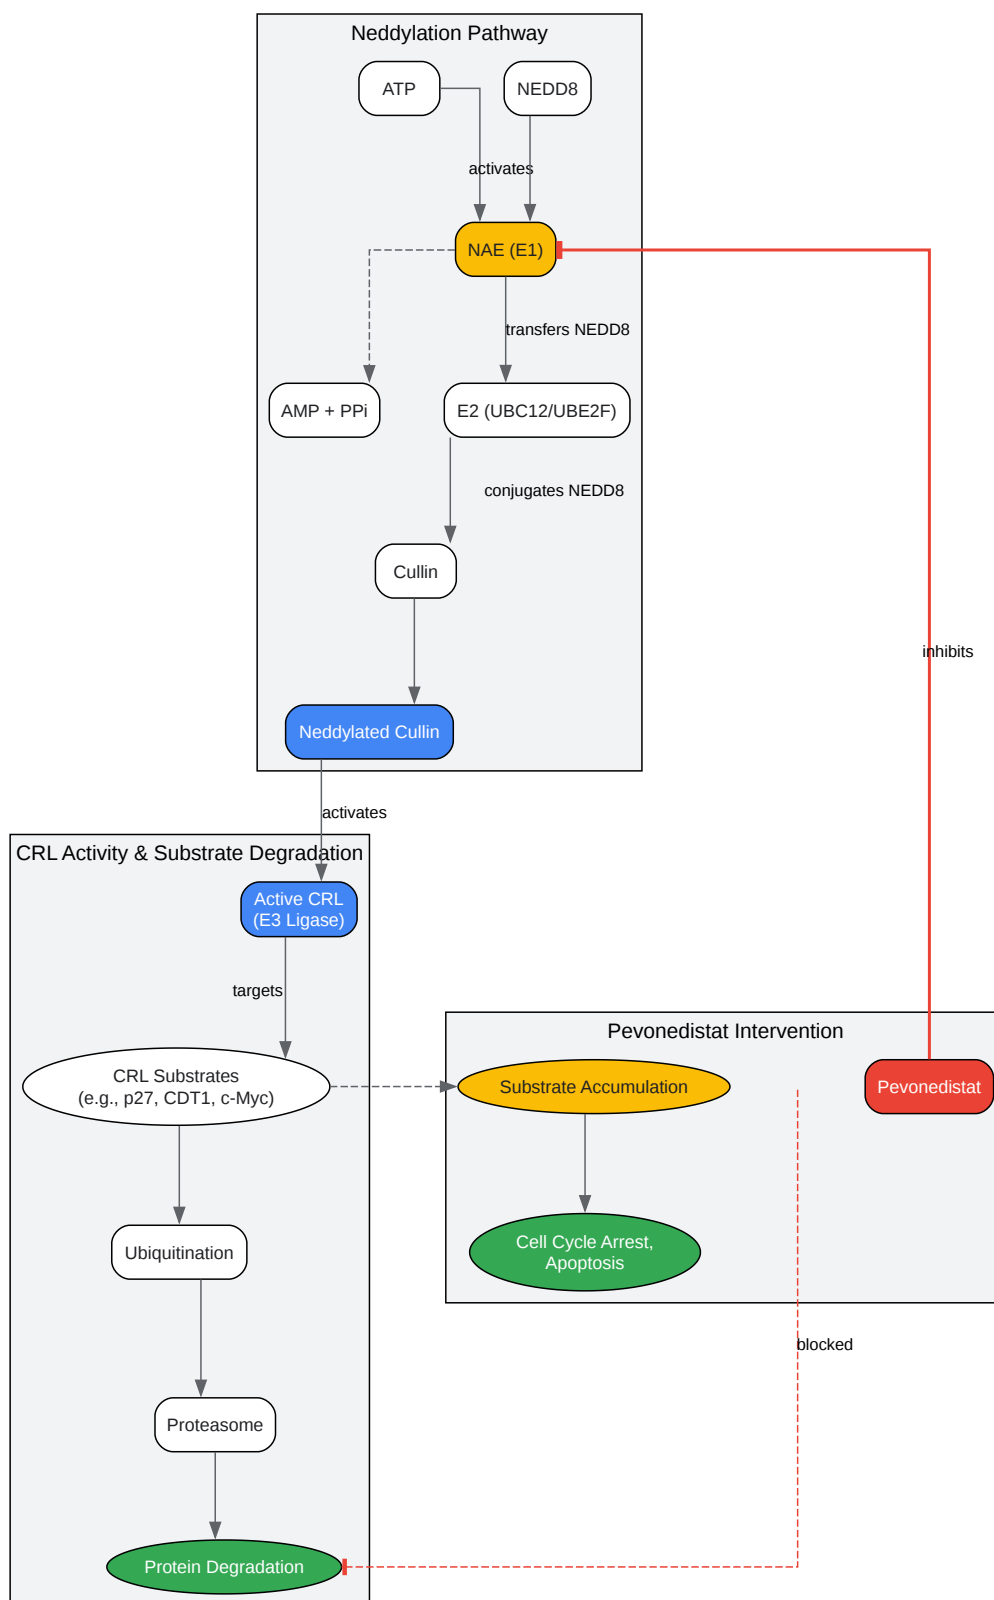 Neddylation Pathway
ATP
NEDD8
activates
NAE (E1)
transfers NEDD8
AMP + PPi
E2 (UBC12/UBE2F)
conjugates NEDD8
Cullin
inhibits
Neddylated Cullin
activates
CRL Activity & Substrate Degradation
Active CRL
(E3 Ligase)
targets
Pevonedistat Intervention
CRL Substrates
(e.g., p27, CDT1, c-Myc)
Substrate Accumulation
Pevonedistat
Ubiquitination
Cell Cycle Arrest,
Apoptosis
blocked
Proteasome
Protein Degradation